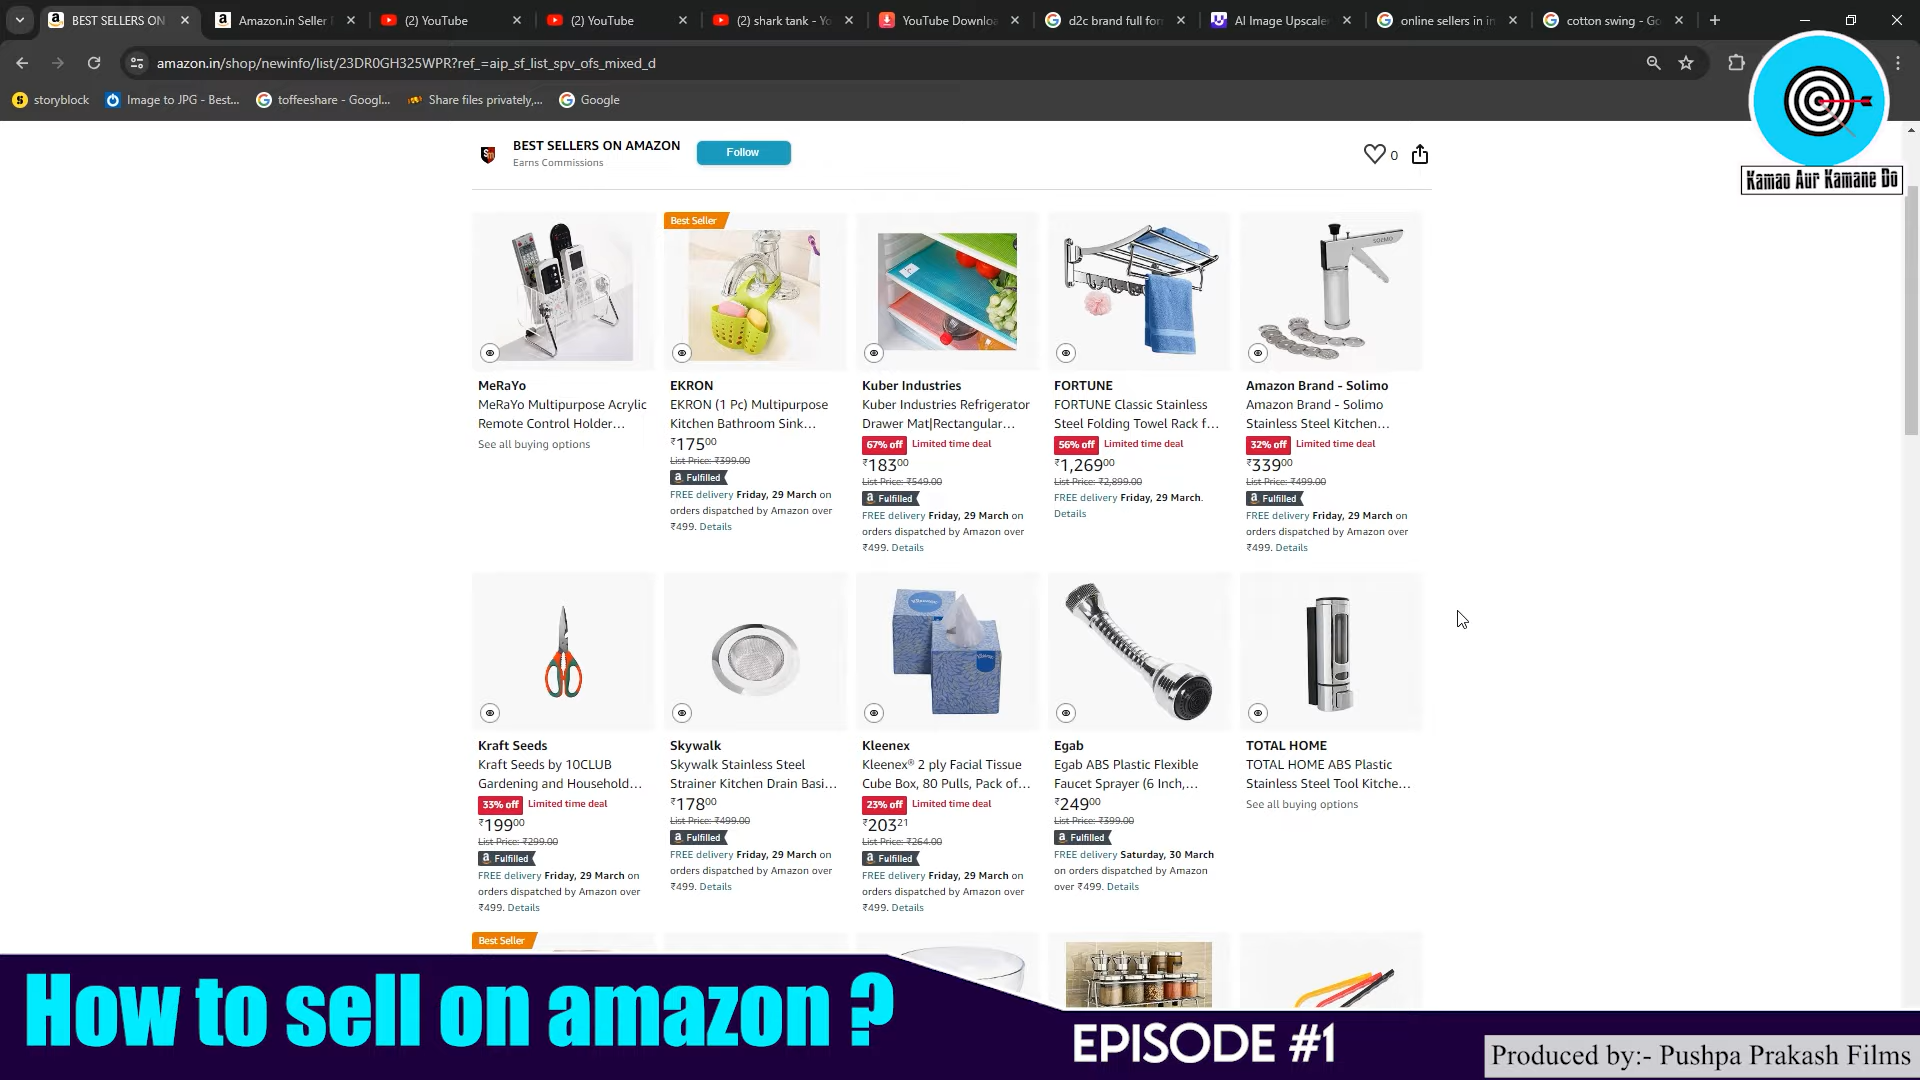 BEST SELLERS ON
Amazon.in Seller
(2) YouTube
(2) YouTube
(2) shark tank - Yo
YouTube Downloa
d2c brand full for
AI Image Upscale
online sellers in in
cotton swing - Go
amazon.in/shop/newinfo/list/23DR0GH325WPR?ref_=aip_sf_list_spv_ofs_mixed_d
storyblock
Image to JPG - Best...
toffeeshare - Googl...
Share files privately,...
Google
Kamao Aur Kamane Do
BEST SELLERS ON AMAZON
Earns Commissions
Follow
0
Best Seller
MeRaYo
MeRaYo Multipurpose Acrylic
Remote Control Holder...
See all buying options
EKRON
EKRON (1 Pc) Multipurpose
Kitchen Bathroom Sink...
₹17500
List Price: ₹399.00
a Fulfilled
FREE delivery Friday, 29 March on
orders dispatched by Amazon over
₹499. Details
Kuber Industries
Kuber Industries Refrigerator
Drawer Mat|Rectangular...
67% off Limited time deal
₹18300
List Price: ₹549.00
a Fulfilled
FREE delivery Friday, 29 March on
orders dispatched by Amazon over
₹499. Details
FORTUNE
FORTUNE Classic Stainless
Steel Folding Towel Rack f...
56% off Limited time deal
₹1,26900
List Price: ₹2,899.00
FREE delivery Friday, 29 March.
Details
SOLIMO
Amazon Brand - Solimo
Amazon Brand - Solimo
Stainless Steel Kitchen...
32% off Limited time deal
₹33900
List Price: ₹499.00
a Fulfilled
FREE delivery Friday, 29 March on
orders dispatched by Amazon over
₹499. Details
Kraft Seeds
Kraft Seeds by 10CLUB
Gardening and Household...
33% off Limited time deal
₹19900
List Price: ₹299.00
a Fulfilled
FREE delivery Friday, 29 March on
orders dispatched by Amazon over
₹499. Details
Skywalk
Skywalk Stainless Steel
Strainer Kitchen Drain Basi...
₹17800
List Price: ₹499.00
a Fulfilled
FREE delivery Friday, 29 March on
orders dispatched by Amazon over
₹499. Details
Kleenex
Kleenex
Kleenex® 2 ply Facial Tissue
Cube Box, 80 Pulls, Pack of...
23% off Limited time deal
₹20321
List Price: ₹264.00
a Fulfilled
FREE delivery Friday, 29 March on
orders dispatched by Amazon over
₹499. Details
Egab
Egab ABS Plastic Flexible
Faucet Sprayer (6 Inch,...
₹24900
List Price: ₹399.00
a Fulfilled
FREE delivery Saturday, 30 March
on orders dispatched by Amazon
over ₹499. Details
TOTAL HOME
TOTAL HOME ABS Plastic
Stainless Steel Tool Kitche...
See all buying options
Best Seller
How to sell on amazon ?
EPISODE #1
Produced by:- Pushpa Prakash Films